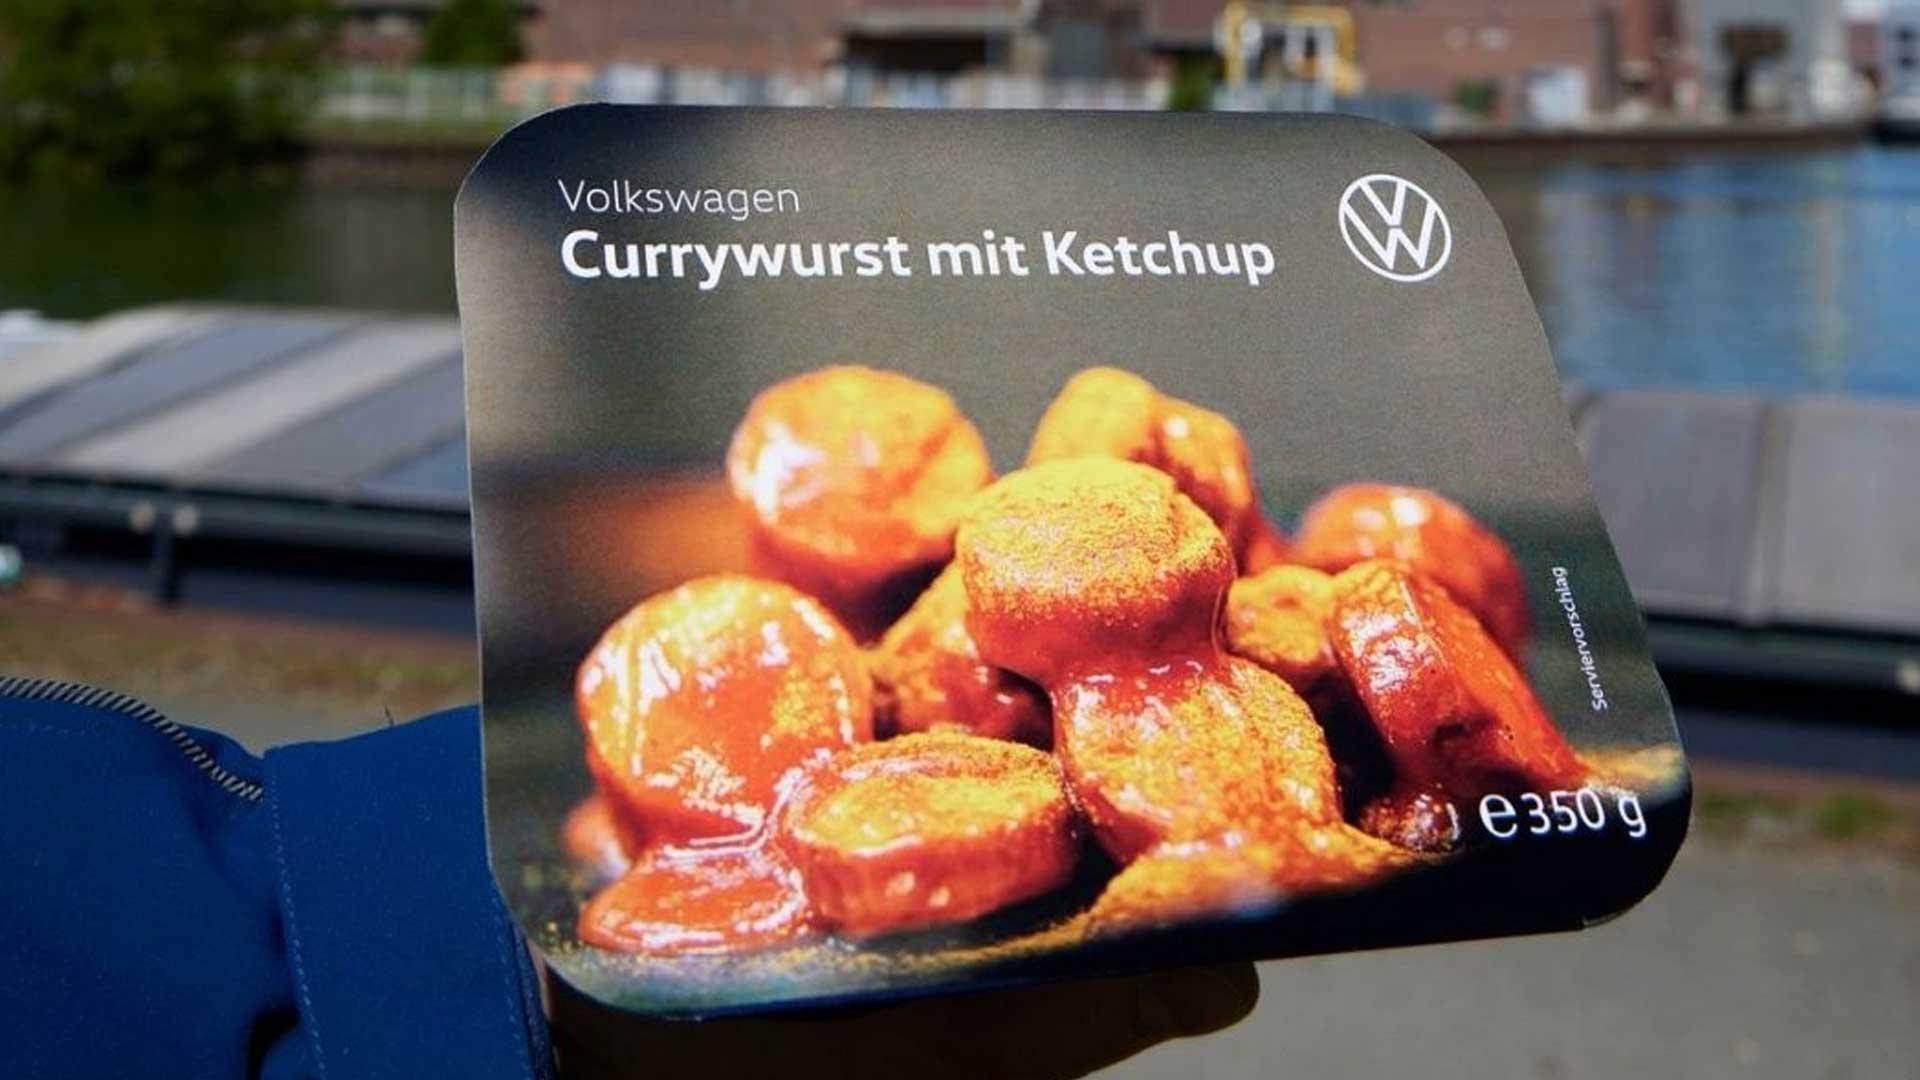 Volkswagen
Currywurst mit Ketchup
Serviervorschlag
℮350 g